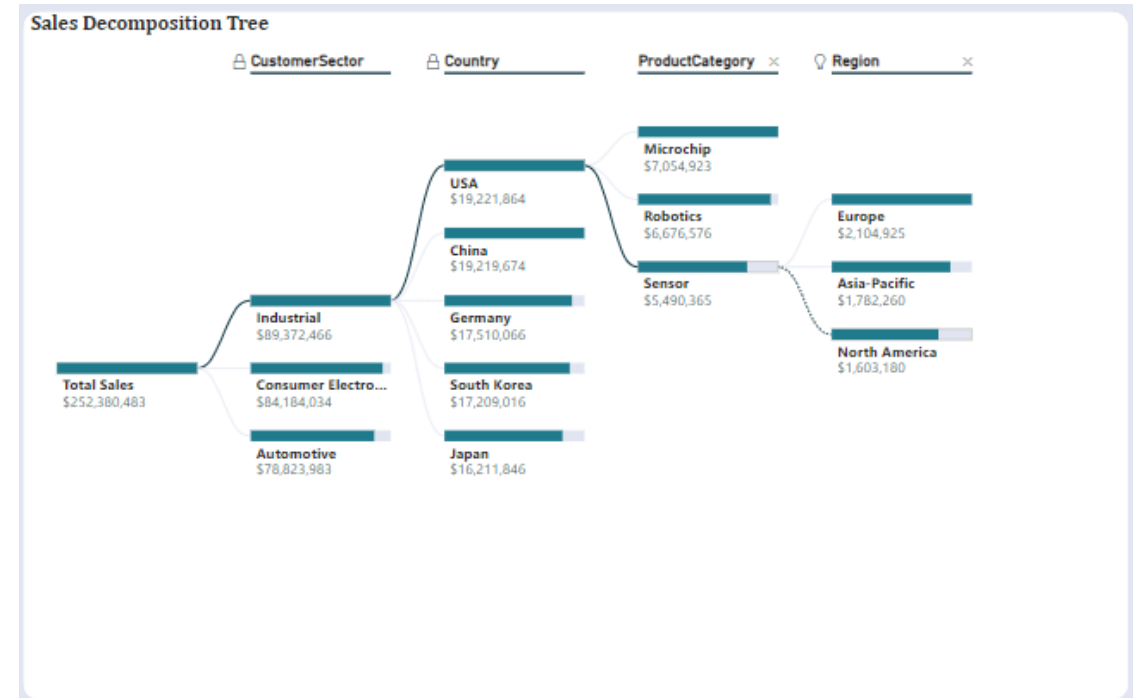 Sales Decomposition Tree
CustomerSector
Country
ProductCategory
Region
Total Sales
$252,380,483
Industrial
$89,372,466
Consumer Electro...
$84,184,034
Automotive
$78,823,983
USA
$19,221,864
China
$19,219,674
Germany
$17,510,066
South Korea
$17,209,016
Japan
$16,211,846
Microchip
$7,054,923
Robotics
$6,676,576
Sensor
$5,490,365
Europe
$2,104,925
Asia-Pacific
$1,782,260
North America
$1,603,180